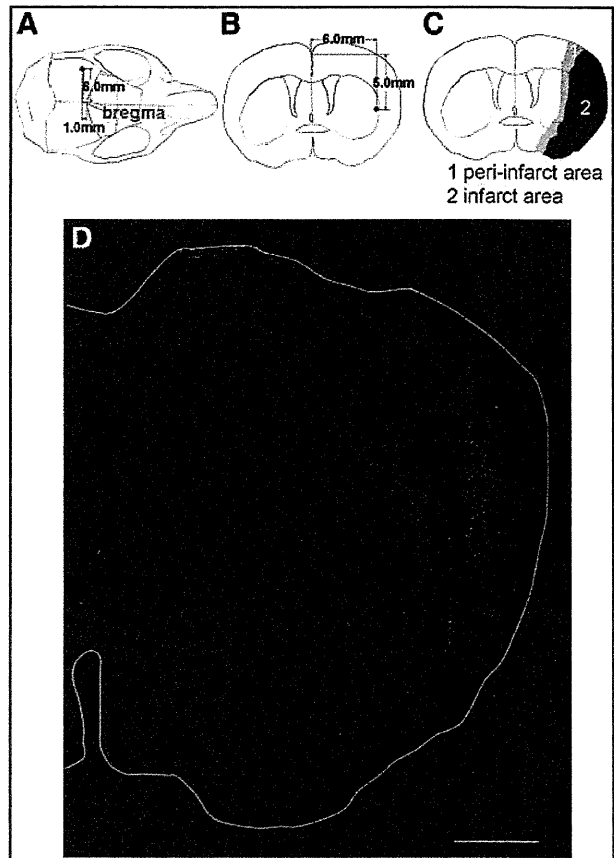 A
6.0mm
bregma
1.0mm
B
6.0mm
5.0mm
C
2
1 peri-infarct area
2 infarct area
D